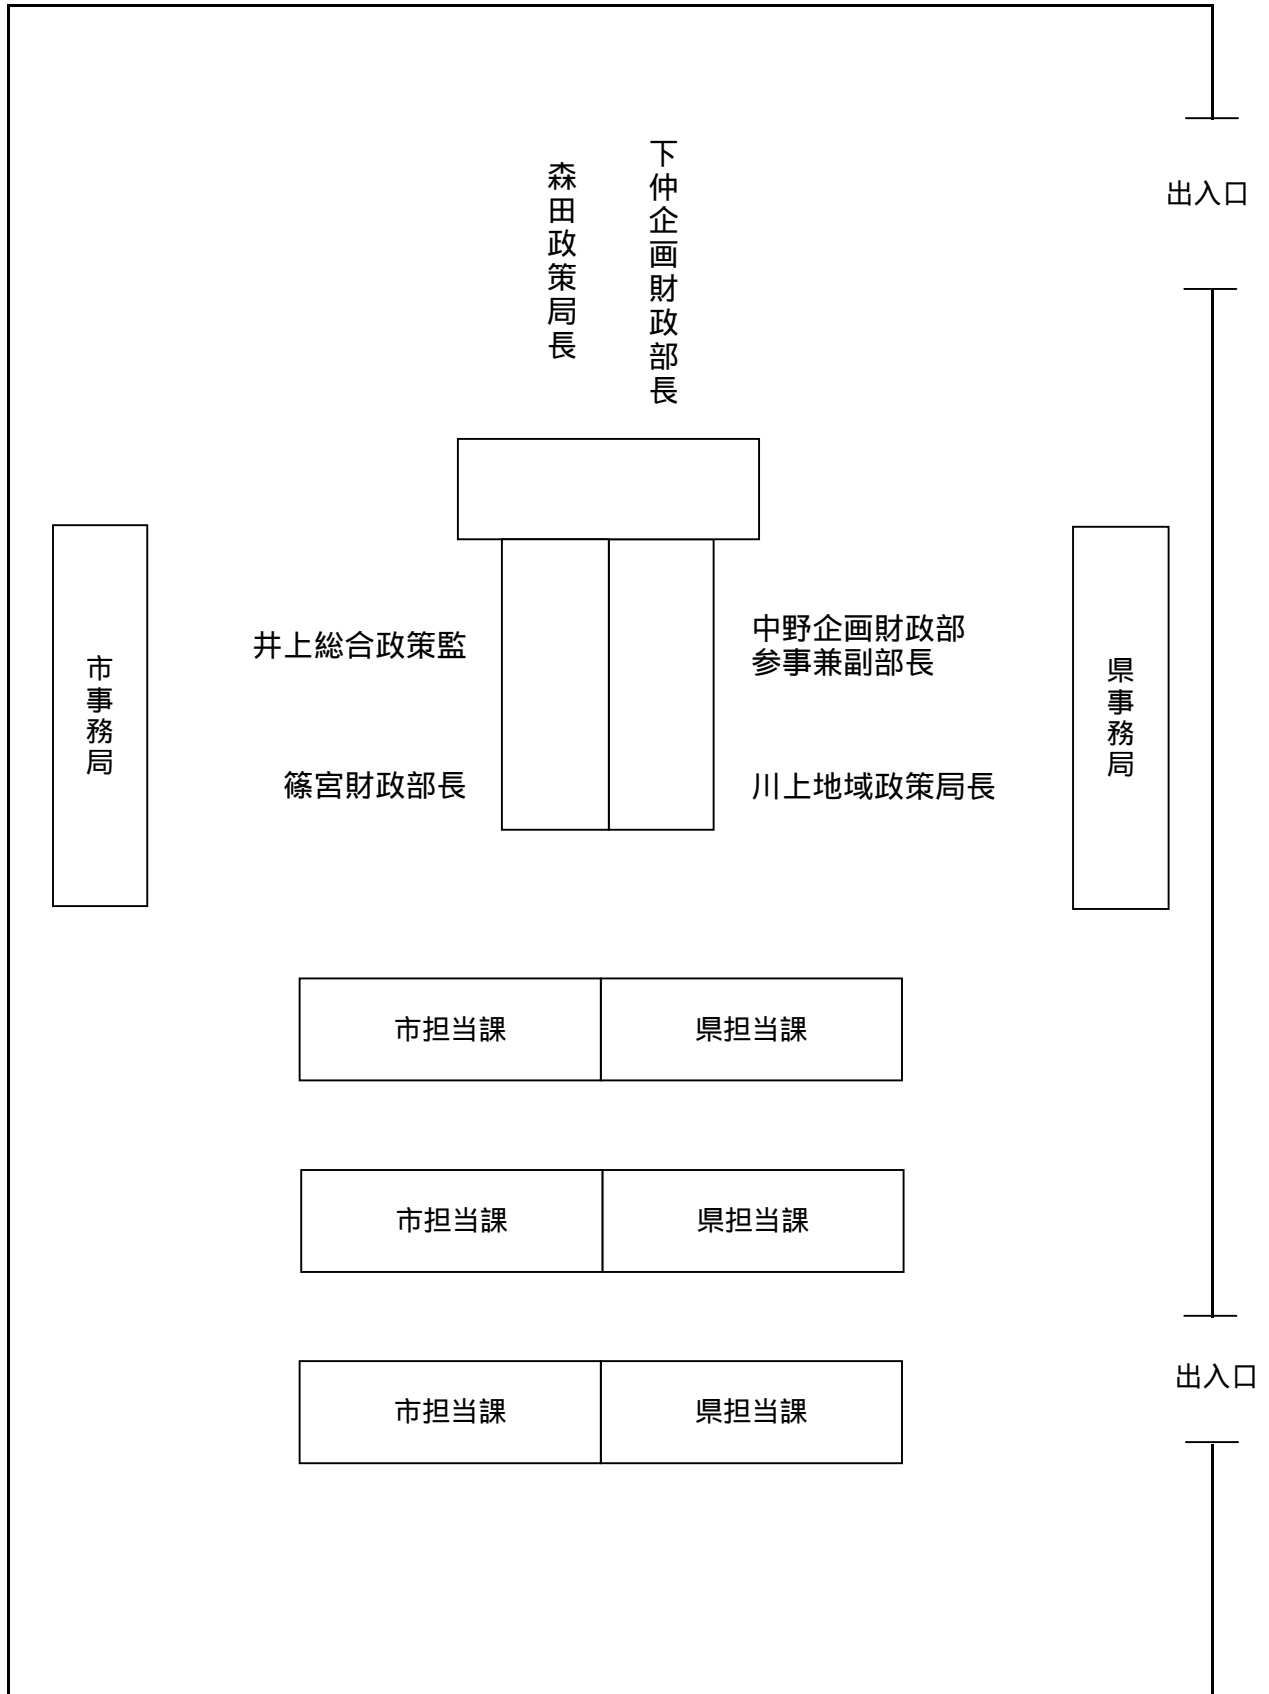 下仲企画財政部長
森田政策局長
出入口
井上総合政策監
中野企画財政部
参事兼副部長
市事務局
県事務局
篠宮財政部長
川上地域政策局長
市担当課
県担当課
市担当課
県担当課
出入口
市担当課
県担当課